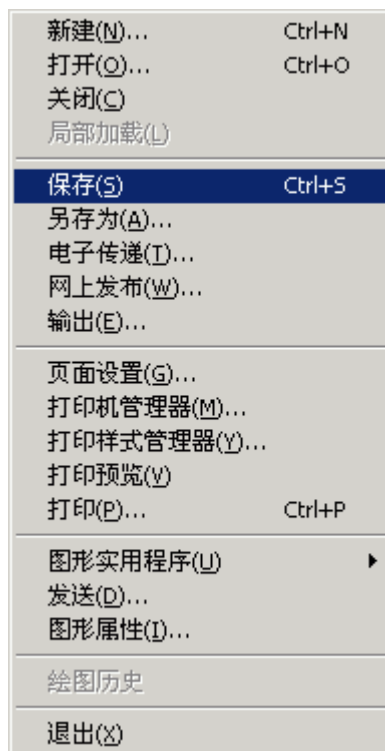 新建(N)... Ctrl+N
打开(O)... Ctrl+O
关闭(C)
局部加载(L)
保存(S) Ctrl+S
另存为(A)...
电子传递(T)...
网上发布(W)...
输出(E)...
页面设置(G)...
打印机管理器(M)...
打印样式管理器(Y)...
打印预览(V)
打印(P)... Ctrl+P
图形实用程序(U)
发送(D)...
图形属性(I)...
绘图历史
退出(X)